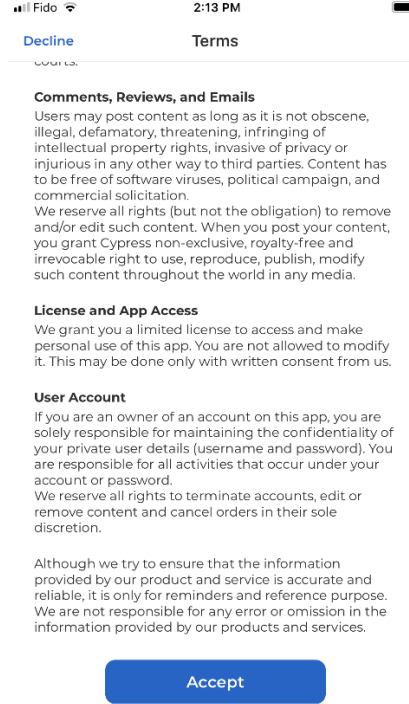 Fido
2:13 PM
Decline
Terms
courts.
Comments, Reviews, and Emails
Users may post content as long as it is not obscene,
illegal, defamatory, threatening, infringing of
intellectual property rights, invasive of privacy or
injurious in any other way to third parties. Content has
to be free of software viruses, political campaign, and
commercial solicitation.
We reserve all rights (but not the obligation) to remove
and/or edit such content. When you post your content,
you grant Cypress non-exclusive, royalty-free and
irrevocable right to use, reproduce, publish, modify
such content throughout the world in any media.
License and App Access
We grant you a limited license to access and make
personal use of this app. You are not allowed to modify
it. This may be done only with written consent from us.
User Account
If you are an owner of an account on this app, you are
solely responsible for maintaining the confidentiality of
your private user details (username and password). You
are responsible for all activities that occur under your
account or password.
We reserve all rights to terminate accounts, edit or
remove content and cancel orders in their sole
discretion.
Although we try to ensure that the information
provided by our product and service is accurate and
reliable, it is only for reminders and reference purpose.
We are not responsible for any error or omission in the
information provided by our products and services.
Accept